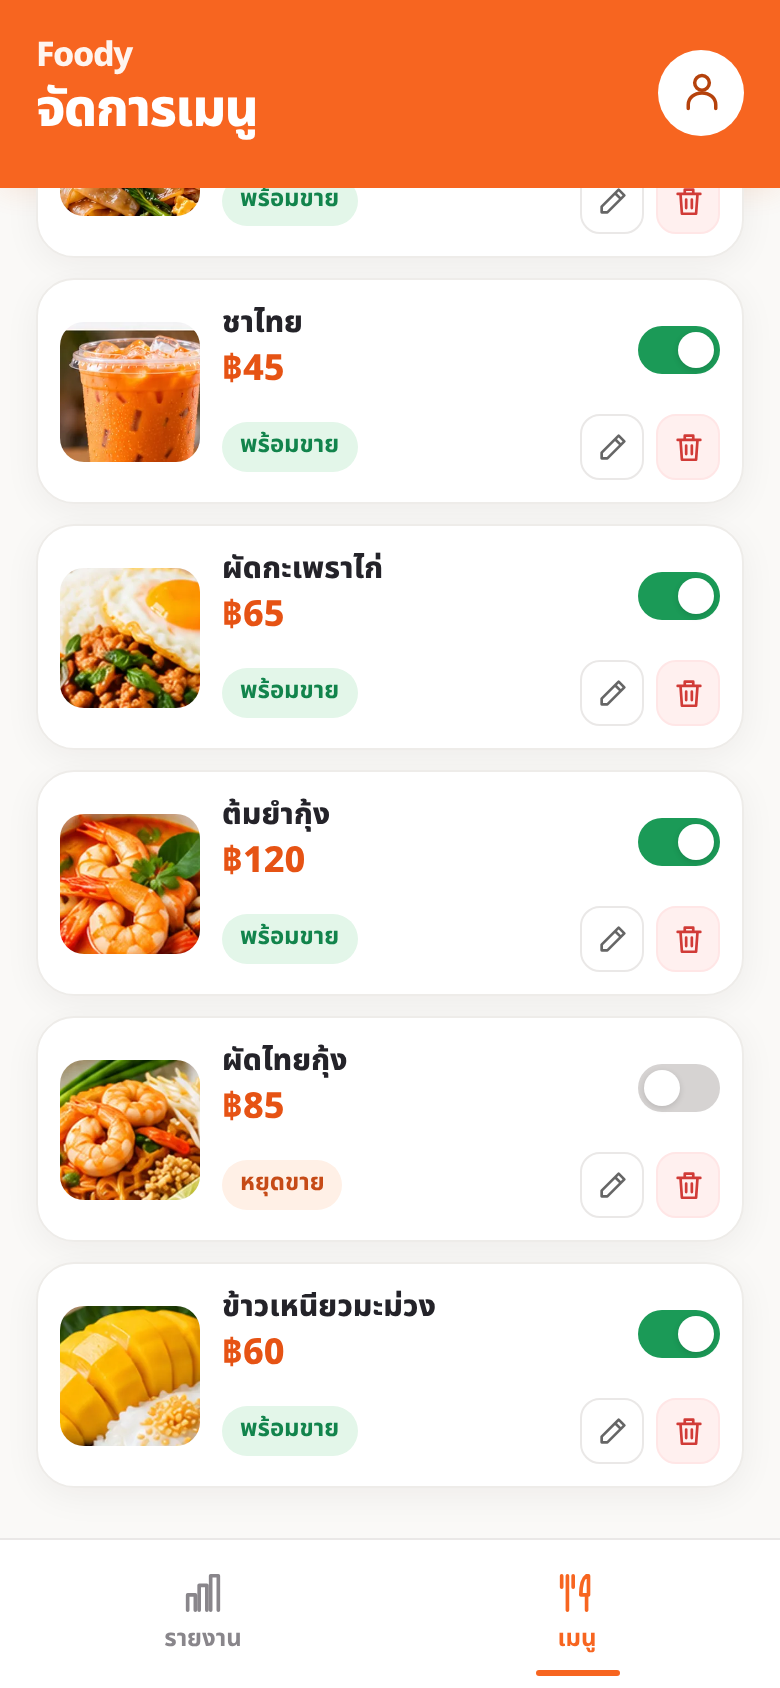 Foody
จัดการเมนู
พร้อมขาย
ชาไทย
฿45
พร้อมขาย
ผัดกะเพราไก่
฿65
พร้อมขาย
ต้มยำกุ้ง
฿120
พร้อมขาย
ผัดไทยกุ้ง
฿85
หยุดขาย
ข้าวเหนียวมะม่วง
฿60
พร้อมขาย
รายงาน
เมนู